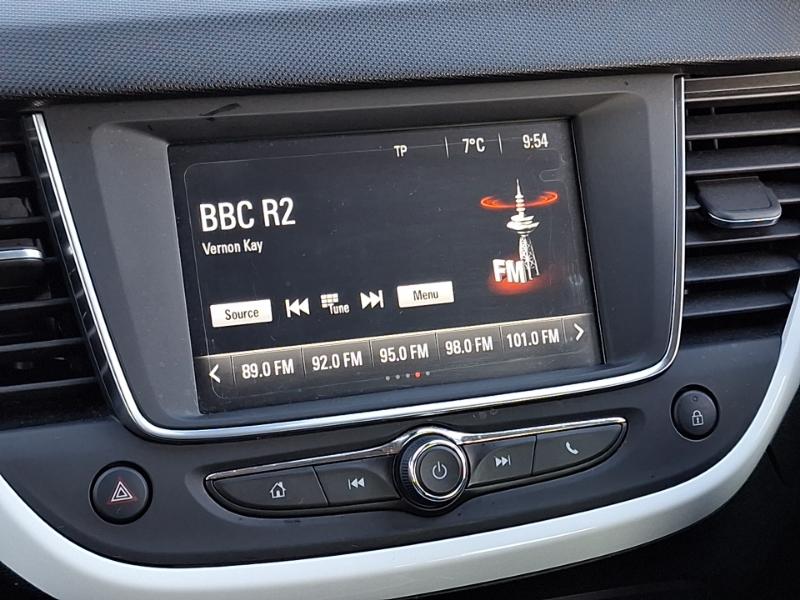 TP 7°C 9:54
BBC R2
Vernon Kay
FM
Source Tune Menu
89.0 FM 92.0 FM 95.0 FM 98.0 FM 101.0 FM